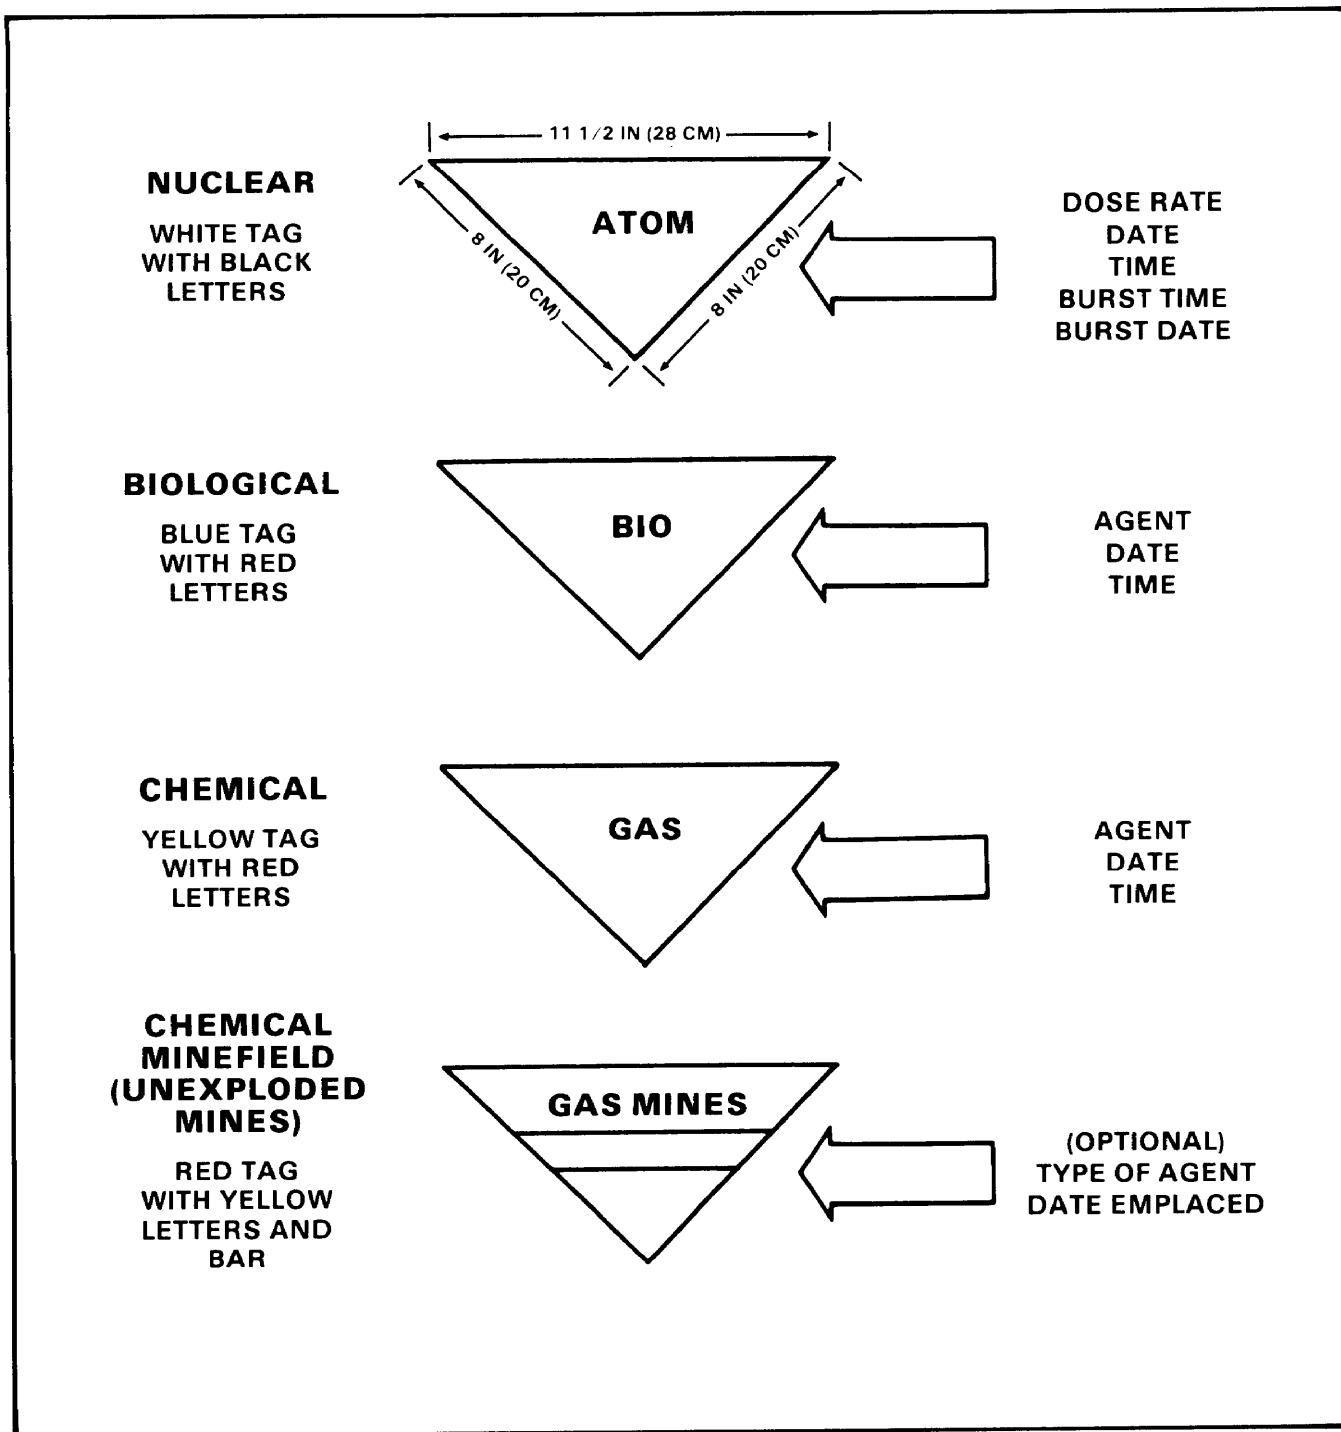 11 1/2 IN (28 CM)
NUCLEAR
WHITE TAG
WITH BLACK
LETTERS
ATOM
8 IN (20 CM)
8 IN (20 CM)
DOSE RATE
DATE
TIME
BURST TIME
BURST DATE
BIOLOGICAL
BLUE TAG
WITH RED
LETTERS
BIO
AGENT
DATE
TIME
CHEMICAL
YELLOW TAG
WITH RED
LETTERS
GAS
AGENT
DATE
TIME
CHEMICAL
MINEFIELD
(UNEXPLODED
MINES)
RED TAG
WITH YELLOW
LETTERS AND
BAR
GAS MINES
(OPTIONAL)
TYPE OF AGENT
DATE EMPLACED